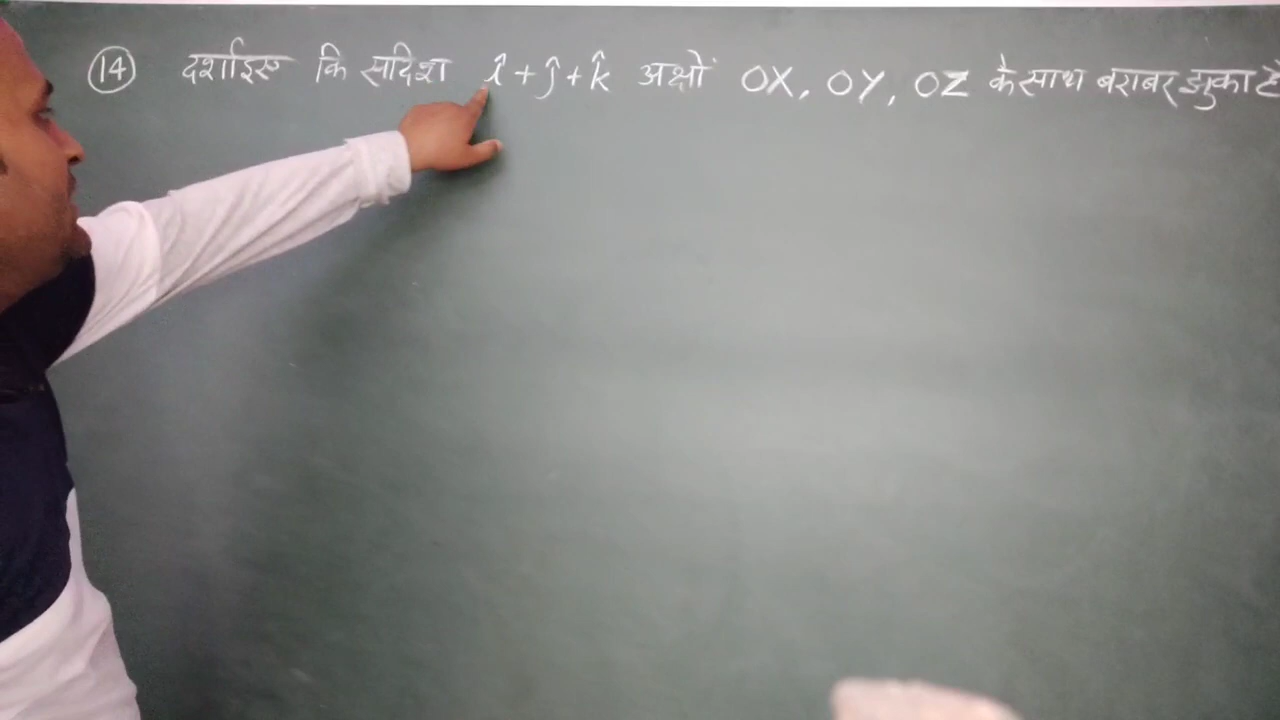 (14) दर्शाइए कि सदिश î+ĵ+k̂ अक्षों OX, OY, OZ के साथ बराबर झुका है